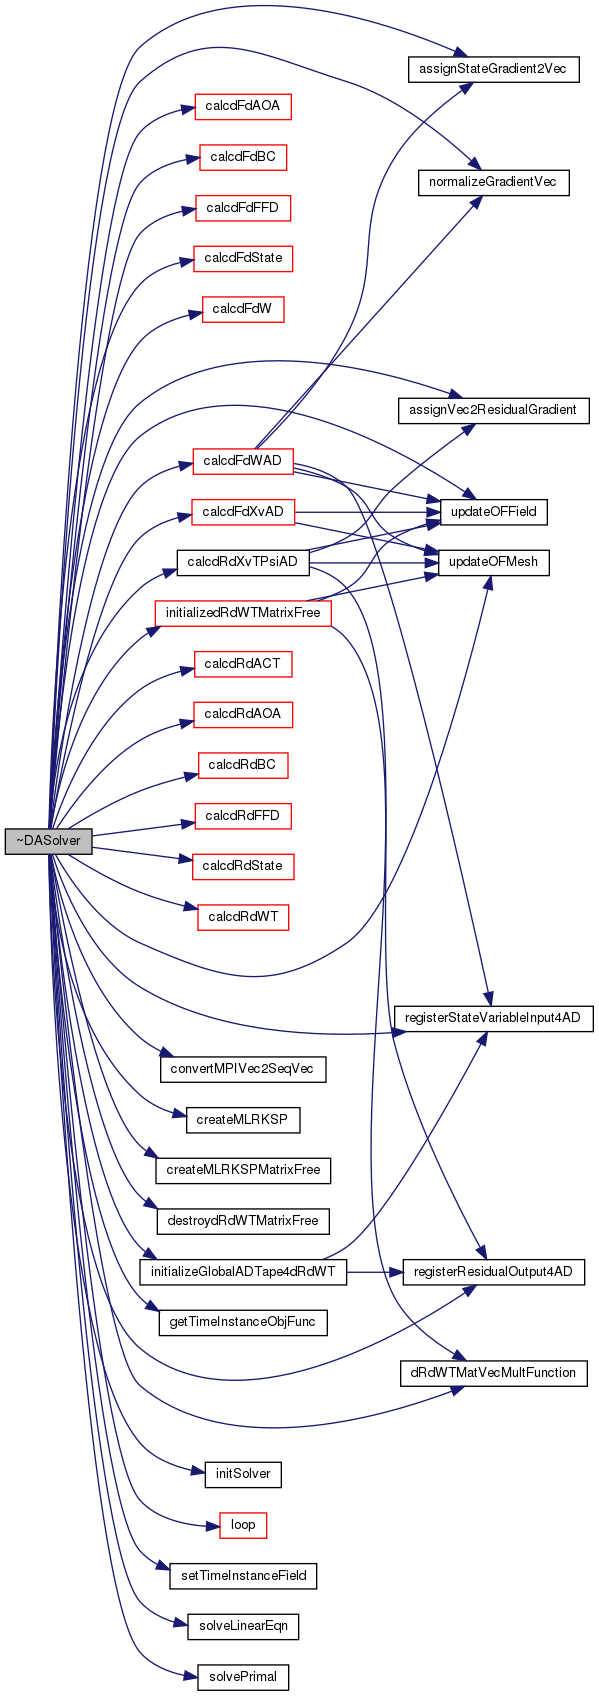 assignStateGradient2Vec
calcdFdAOA
calcdFdBC
normalizeGradientVec
calcdFdFFD
calcdFdState
calcdFdW
assignVec2ResidualGradient
calcdFdWAD
calcdFdXvAD
updateOFField
calcdRdXvTPsiAD
updateOFMesh
initializedRdWTMatrixFree
calcdRdACT
calcdRdAOA
calcdRdBC
calcdRdFFD
~DASolver
calcdRdState
calcdRdWT
registerStateVariableInput4AD
convertMPIVec2SeqVec
createMLRKSP
createMLRKSPMatrixFree
destroydRdWTMatrixFree
initializeGlobalADTape4dRdWT
registerResidualOutput4AD
getTimeInstanceObjFunc
dRdWTMatVecMultFunction
initSolver
loop
setTimeInstanceField
solveLinearEqn
solvePrimal